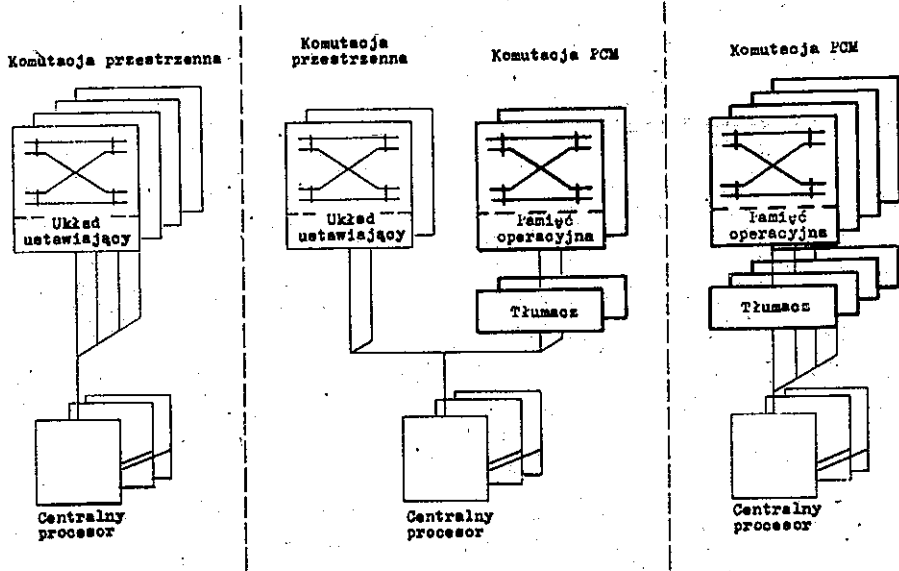 Komutacja przestrzenna
Układ
ustawiający
Centralny
procesor
Komutacja
przestrzenna
Komutacja PCM
Układ
ustawiający
Pamięć
operacyjna
Tłumacz
Centralny
procesor
Komutacja PCM
Pamięć
operacyjna
Tłumacz
Centralny
procesor